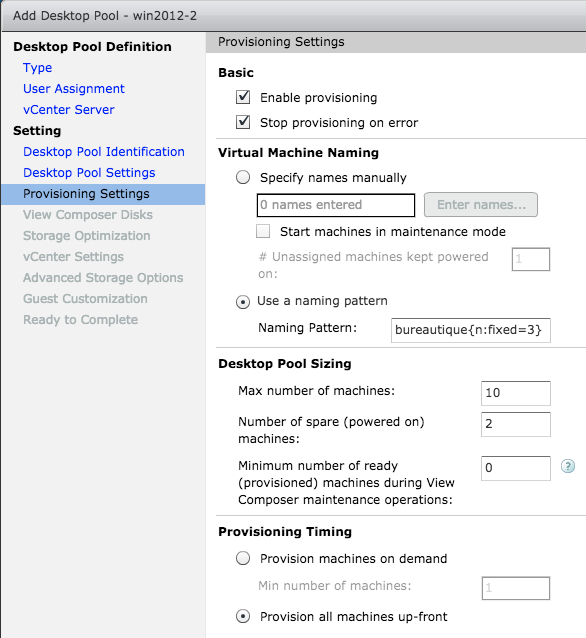 Add Desktop Pool - win2012-2
Desktop Pool Definition
Type
User Assignment
vCenter Server
Setting
Desktop Pool Identification
Desktop Pool Settings
Provisioning Settings
View Composer Disks
Storage Optimization
vCenter Settings
Advanced Storage Options
Guest Customization
Ready to Complete
Provisioning Settings
Basic
Enable provisioning
Stop provisioning on error
Virtual Machine Naming
Specify names manually
0 names entered
Enter names...
Start machines in maintenance mode
# Unassigned machines kept powered
on:
1
Use a naming pattern
Naming Pattern:
bureautique{n:fixed=3}
Desktop Pool Sizing
Max number of machines:
10
Number of spare (powered on)
machines:
2
Minimum number of ready
(provisioned) machines during View
Composer maintenance operations:
0
?
Provisioning Timing
Provision machines on demand
Min number of machines:
1
Provision all machines up-front